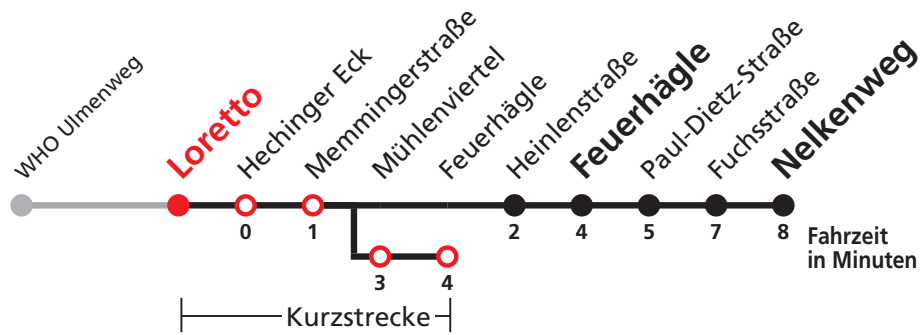 WHO Ulmenweg
Loretto
Hechinger Eck
Memmingerstraße
Mühlenviertel
Feuerhägle
Heinlenstraße
Feuerhägle
Paul-Dietz-Straße
Fuchsstraße
Nelkenweg
0 1 2 4 5 7 8 Fahrzeit
in Minuten
3 4
Kurzstrecke